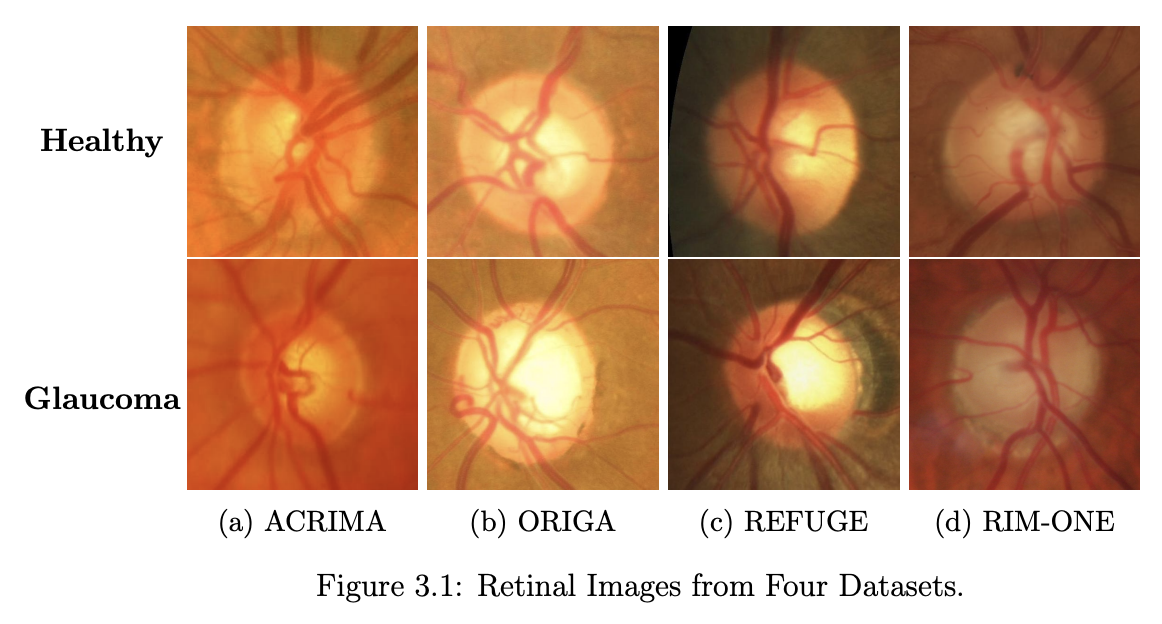 Healthy
Glaucoma
(a) ACRIMA (b) ORIGA (c) REFUGE (d) RIM-ONE
Figure 3.1: Retinal Images from Four Datasets.